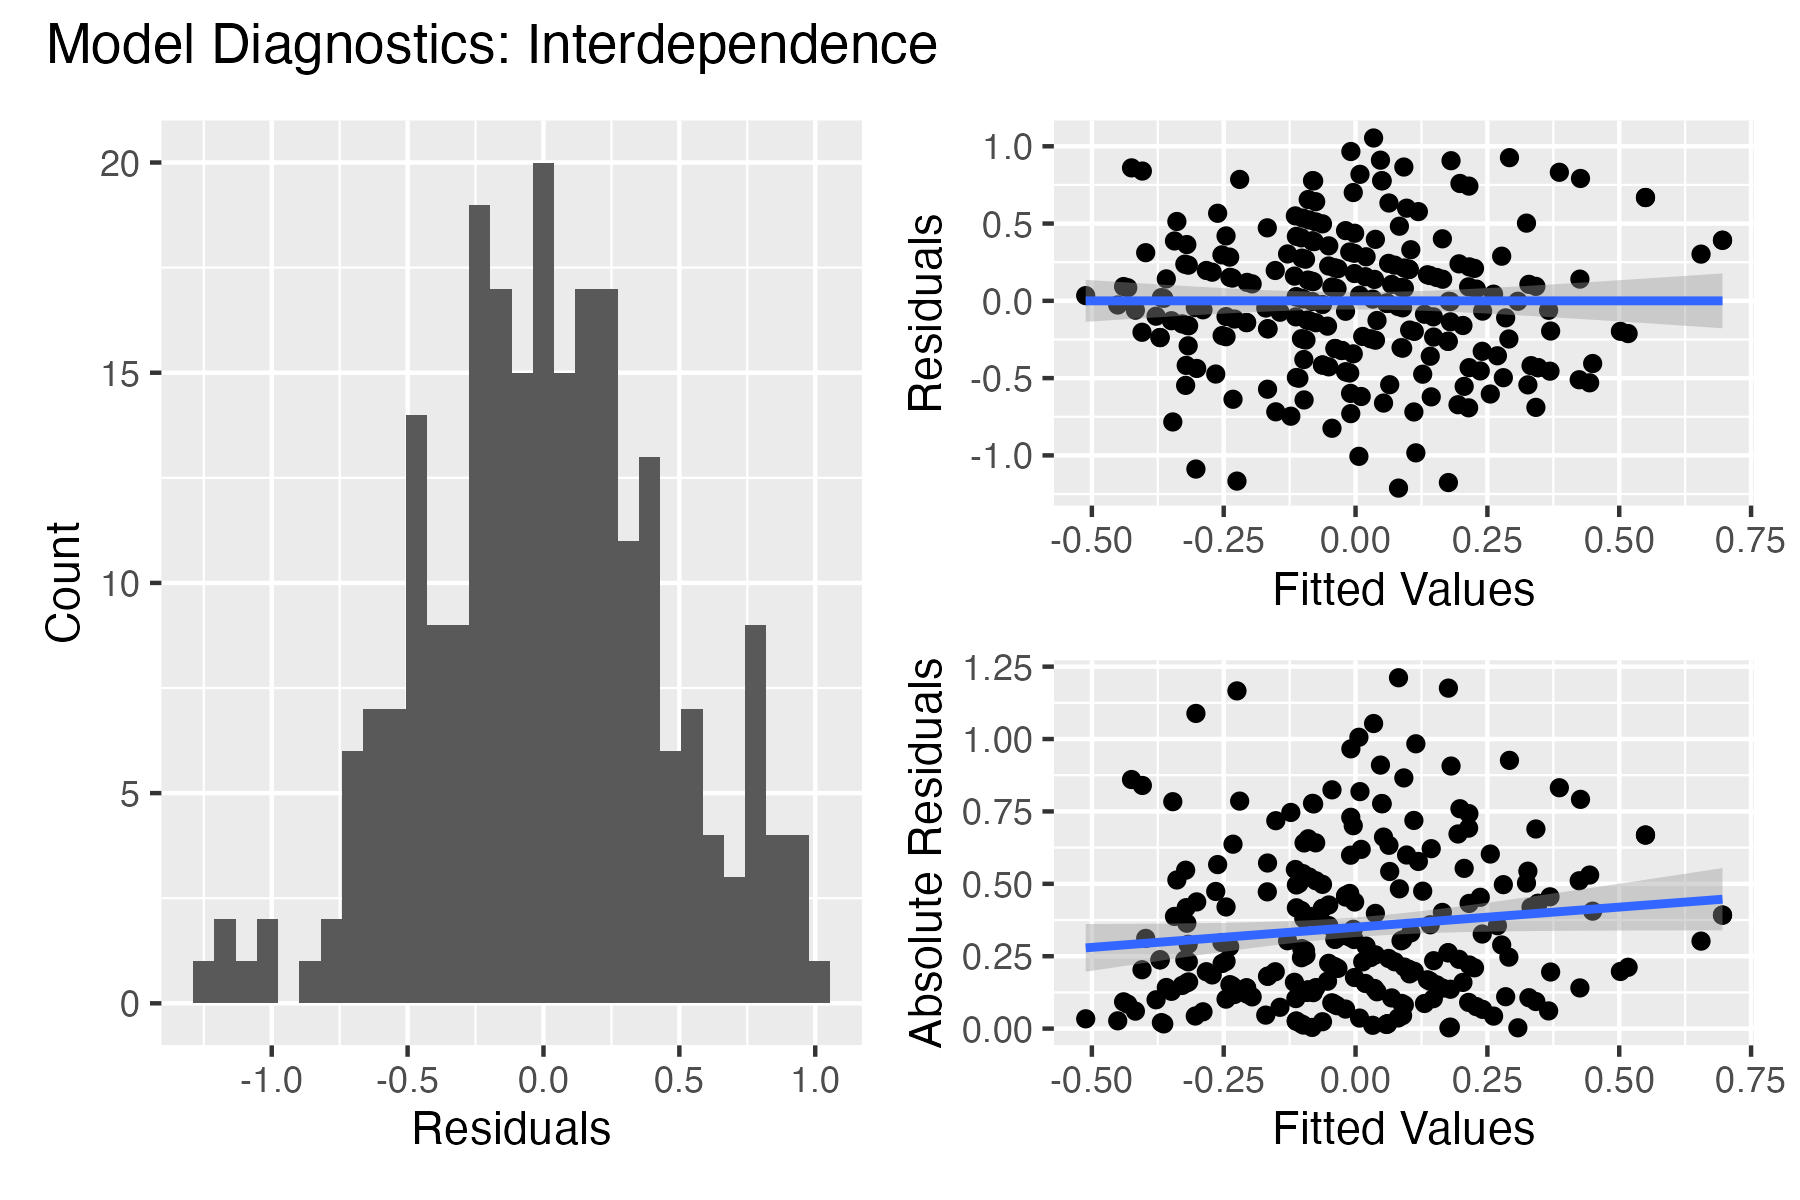 Model Diagnostics: Interdependence
Count
20
15
10
5
0
-1.0 -0.5 0.0 0.5 1.0
Residuals
Residuals
1.0
0.5
0.0
-0.5
-1.0
-0.50 -0.25 0.00 0.25 0.50 0.75
Fitted Values
Absolute Residuals
1.25
1.00
0.75
0.50
0.25
0.00
-0.50 -0.25 0.00 0.25 0.50 0.75
Fitted Values